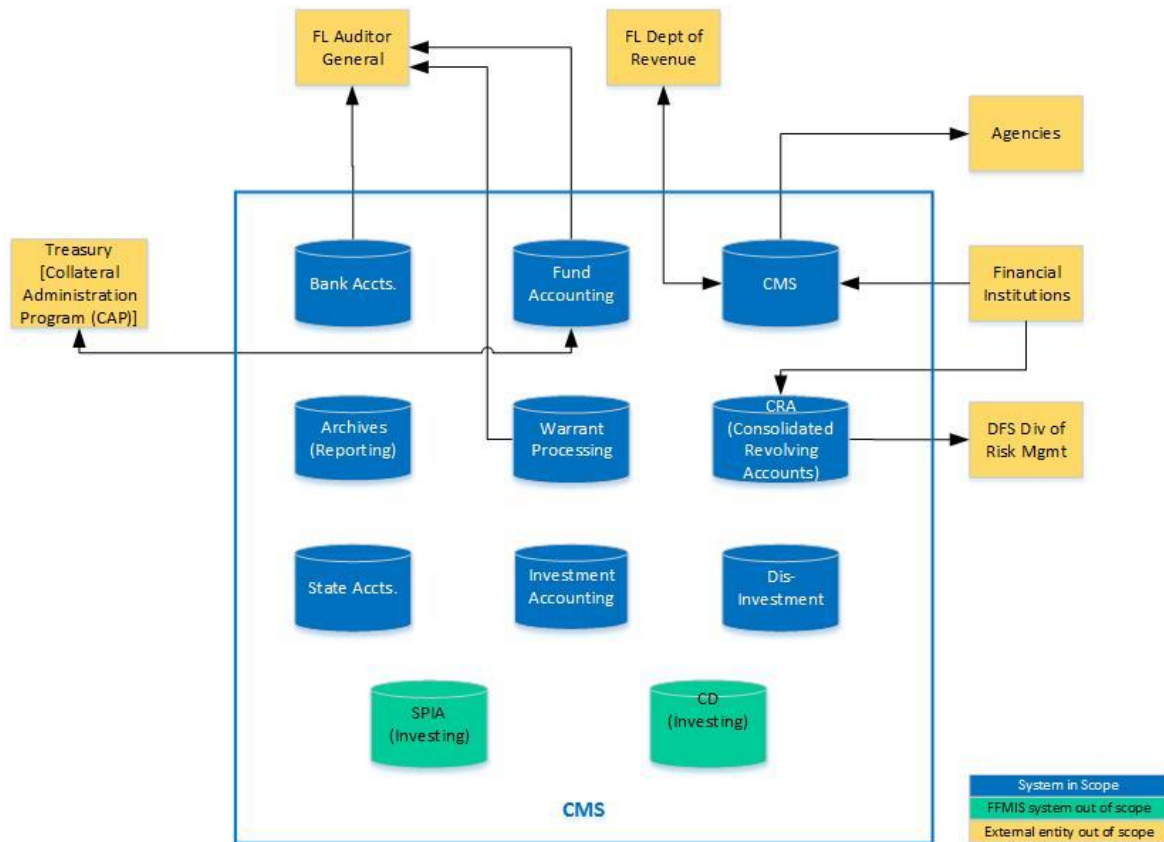 FL Auditor
General
FL Dept of
Revenue
Agencies
Treasury
[Collateral
Administration
Program (CAP)]
Bank Accts.
Fund
Accounting
CMS
Financial
Institutions
Archives
(Reporting)
Warrant
Processing
CRA
(Consolidated
Revolving
Accounts)
DFS Div of
Risk Mgmt
State Accts.
Investment
Accounting
Dis-
Investment
SPIA
(Investing)
CD
(Investing)
CMS
System in Scope
FFMIS system out of scope
External entity out of scope